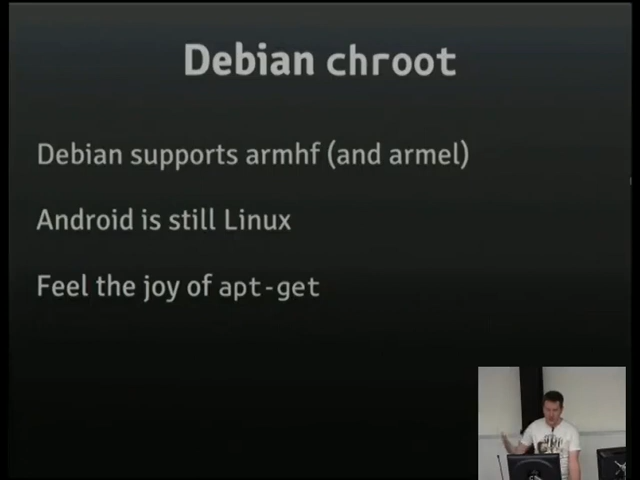 Debian chroot
Debian supports armhf (and armel)
Android is still Linux
Feel the joy of apt-get